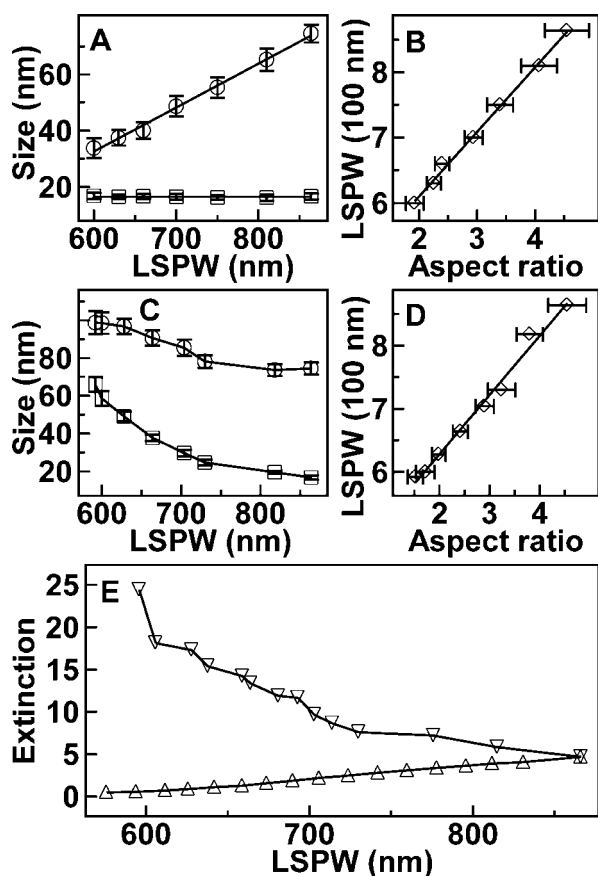 A
Size (nm)
60
40
20
600 700 800
LSPW (nm)
B
LSPW (100 nm)
8
7
6
2 3 4
Aspect ratio
C
Size (nm)
80
60
40
20
600 700 800
LSPW (nm)
D
LSPW (100 nm)
8
7
6
2 3 4
Aspect ratio
E
Extinction
25
20
15
10
5
0
600 700 800
LSPW (nm)